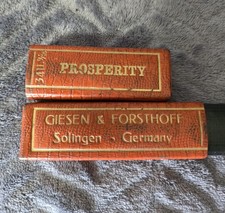 PROSPERITY
GIESEN & FORSTHOFF
Solingen - Germany